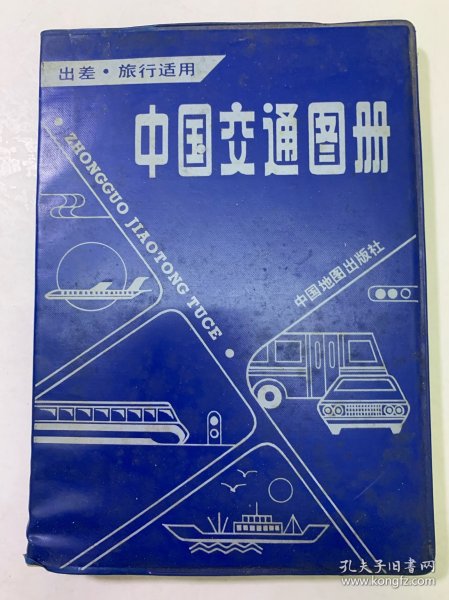 出差·旅行适用
中国交通图册
ZHONGGUO JIAOTONG TUCE
中国地图出版社
孔夫子旧书网
www.kongfz.com